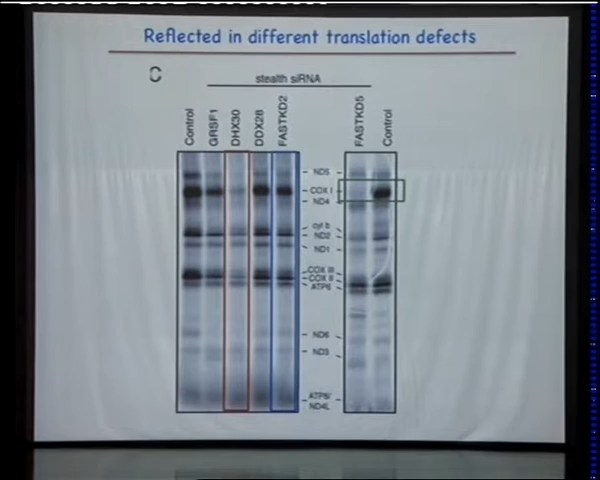 Reflected in different translation defects
C
stealth siRNA
Control
GRSF1
DHX30
DDX28
FASTKD2
FASTKD5
Control
ND5
COX I
ND4
cyt b
ND2
ND1
COX III
COX II
ATP6
ND6
ND3
ATP8/
ND4L